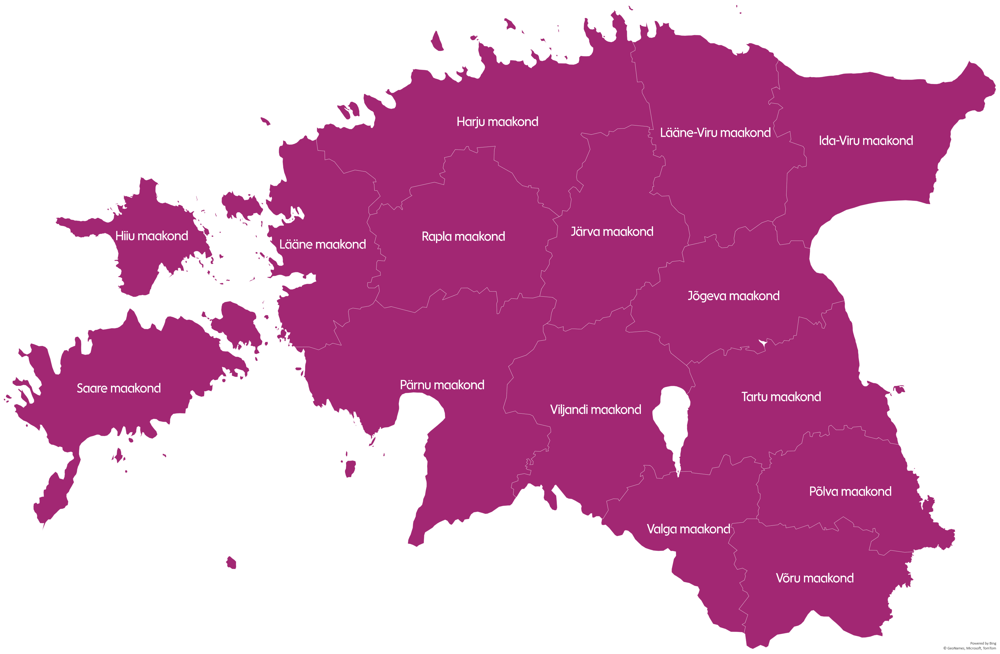 Harju maakond
Lääne-Viru maakond
Ida-Viru maakond
Hiiu maakond
Lääne maakond
Rapla maakond
Järva maakond
Jõgeva maakond
Saare maakond
Pärnu maakond
Viljandi maakond
Tartu maakond
Põlva maakond
Valga maakond
Võru maakond
Powered by Bing
© GeoNames, Microsoft, TomTom